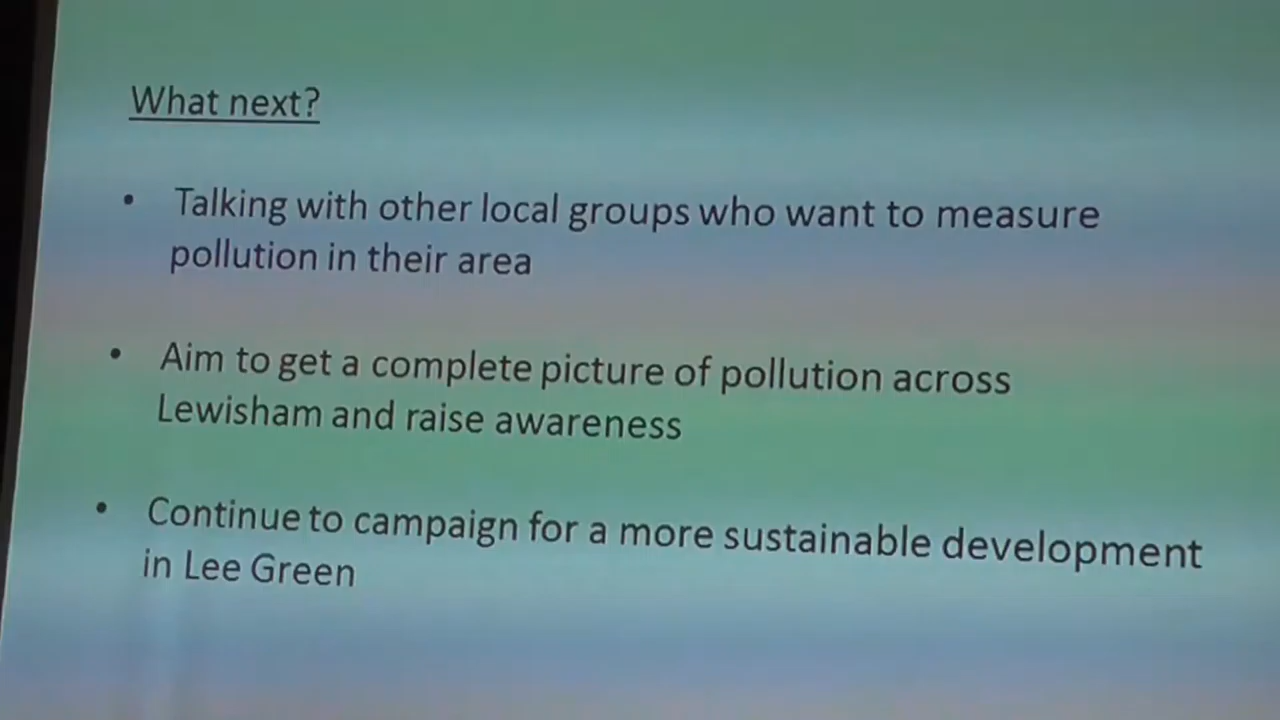 What next?
• Talking with other local groups who want to measure
pollution in their area
• Aim to get a complete picture of pollution across
Lewisham and raise awareness
• Continue to campaign for a more sustainable development
in Lee Green